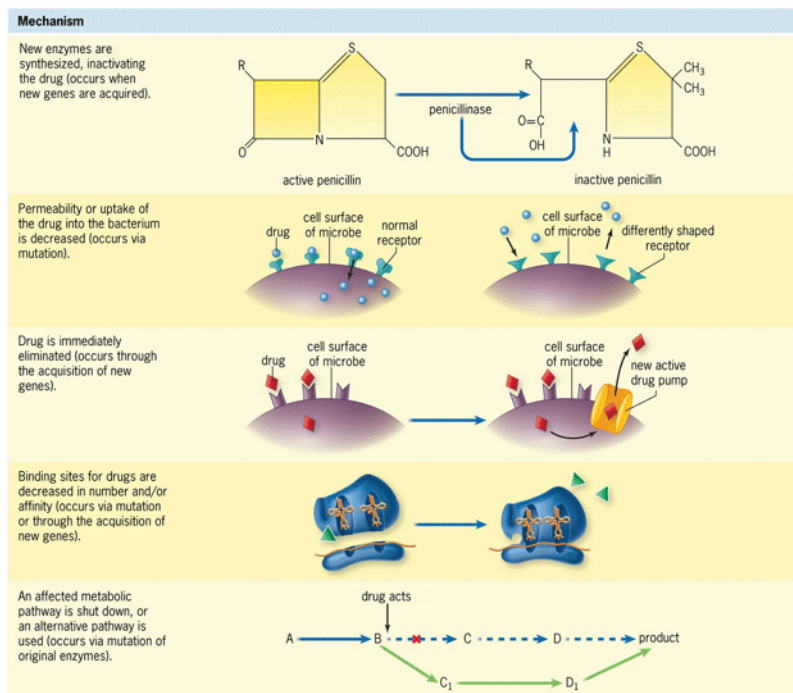 Mechanism
New enzymes are
synthesized, inactivating
the drug (occurs when
new genes are acquired).
R
S
O
N
COOH
active penicillin
penicillinase
R
S
CH3
CH3
O=C
OH
N
H
COOH
inactive penicillin
Permeability or uptake of
the drug into the bacterium
is decreased (occurs via
mutation).
drug
cell surface
of microbe
normal
receptor
cell surface
of microbe
differently shaped
receptor
Drug is immediately
eliminated (occurs through
the acquisition of new
genes).
drug
cell surface
of microbe
cell surface
of microbe
new active
drug pump
Binding sites for drugs are
decreased in number and/or
affinity (occurs via mutation
or through the acquisition of
new genes).
An affected metabolic
pathway is shut down, or
an alternative pathway is
used (occurs via mutation of
original enzymes).
drug acts
A B C D product
C1 D1